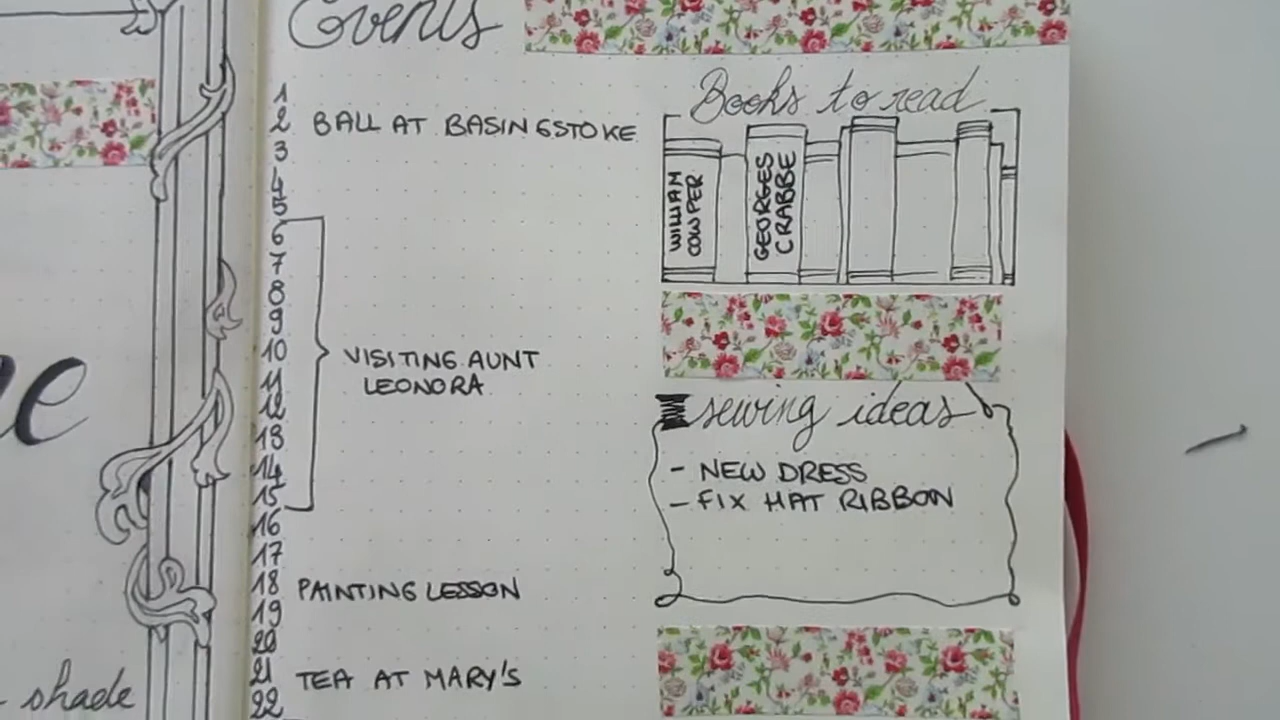 Events
1
2 BALL AT BASINGSTOKE
3
4
5
6
7
8
9
10 VISITING AUNT
11 LEONORA
12
13
14
15
16
17
18 PAINTING LESSON
19
20
21 TEA AT MARY'S
22
Books to read
WILLIAM
COWPER
GEORGES
CRABBE
sewing ideas
- NEW DRESS
- FIX HAT RIBBON
shade